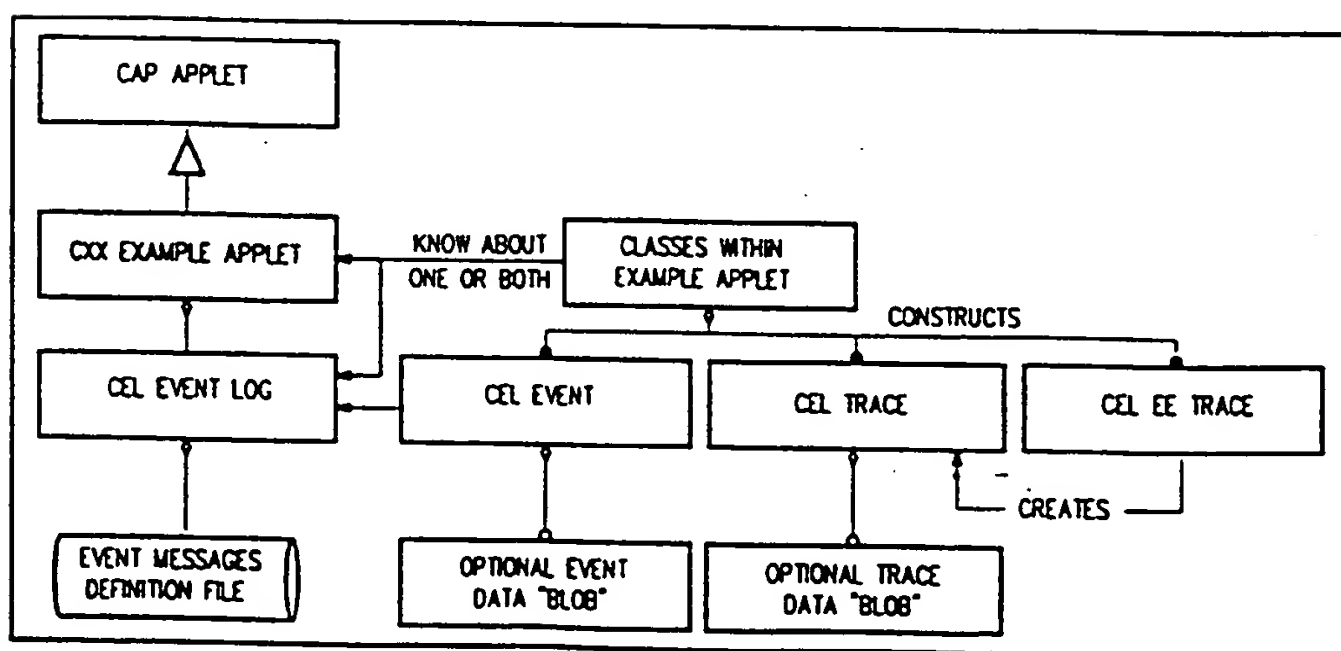 CAP APPLET
CXX EXAMPLE APPLET
KNOW ABOUT
ONE OR BOTH
CLASSES WITHIN
EXAMPLE APPLET
CONSTRUCTS
CEL EVENT LOG
CEL EVENT
CEL TRACE
CEL EE TRACE
CREATES
EVENT MESSAGES
DEFINITION FILE
OPTIONAL EVENT
DATA "BLOB"
OPTIONAL TRACE
DATA "BLOB"